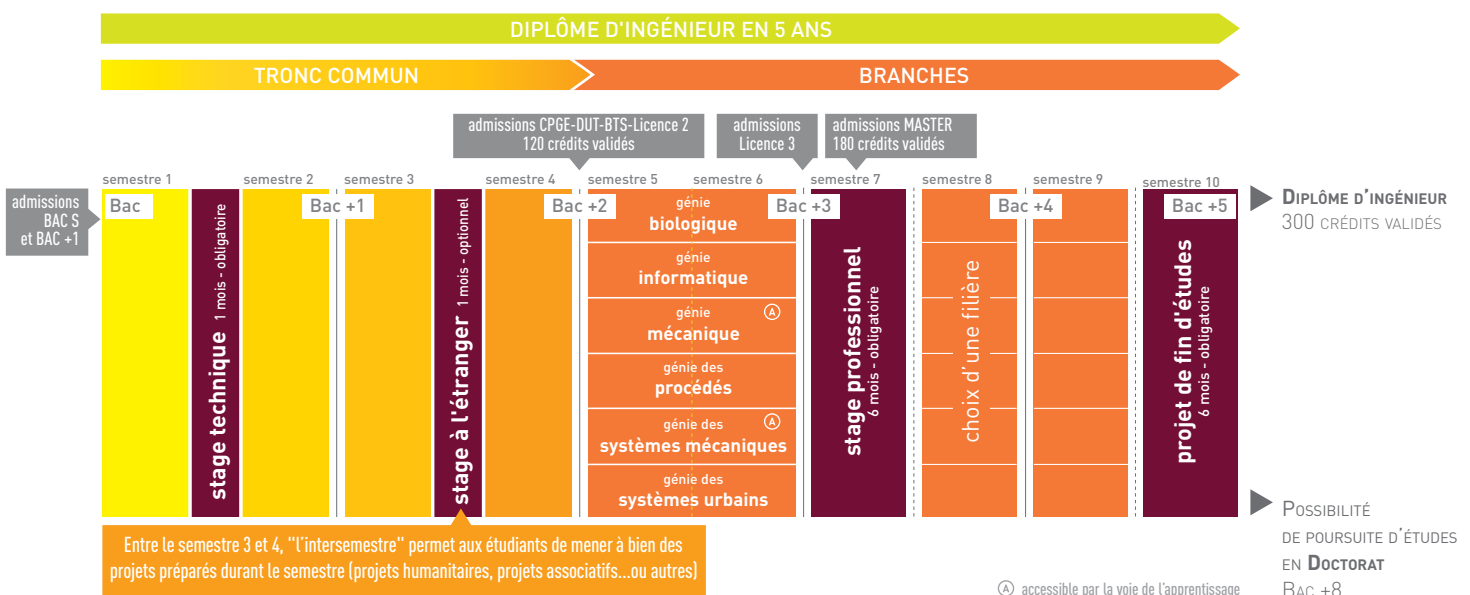 DIPLÔME D'INGÉNIEUR EN 5 ANS
TRONC COMMUN
BRANCHES
admissions CPGE-DUT-BTS-Licence 2
120 crédits validés
admissions
Licence 3
admissions MASTER
180 crédits validés
semestre 1
semestre 2
semestre 3
semestre 4
semestre 5
semestre 6
semestre 7
semestre 8
semestre 9
semestre 10
admissions
BAC S
et BAC +1
Bac
Bac +1
Bac +2
Bac +3
Bac +4
Bac +5
stage technique 1 mois - obligatoire
stage à l'étranger 1 mois - optionnel
génie
biologique
génie
informatique
génie
mécanique
A
génie des
procédés
génie des
systèmes mécaniques
A
génie des
systèmes urbains
stage professionnel
6 mois - obligatoire
choix d'une filière
projet de fin d'études
6 mois - obligatoire
DIPLÔME D'INGÉNIEUR
300 CRÉDITS VALIDÉS
POSSIBILITÉ
DE POURSUITE D'ÉTUDES
EN DOCTORAT
BAC +8
Entre le semestre 3 et 4, "l'intersemestre" permet aux étudiants de mener à bien des
projets préparés durant le semestre (projets humanitaires, projets associatifs...ou autres)
A accessible par la voie de l'apprentissage